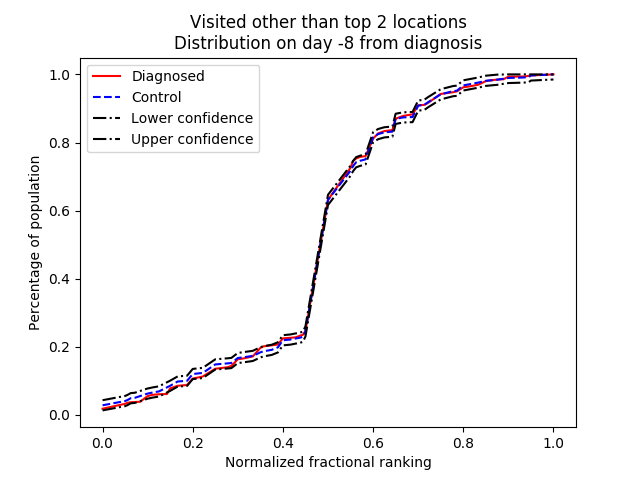 Visited other than top 2 locations
Distribution on day -8 from diagnosis
Diagnosed
Control
Lower confidence
Upper confidence
Percentage of population
1.0
0.8
0.6
0.4
0.2
0.0
0.0 0.2 0.4 0.6 0.8 1.0
Normalized fractional ranking